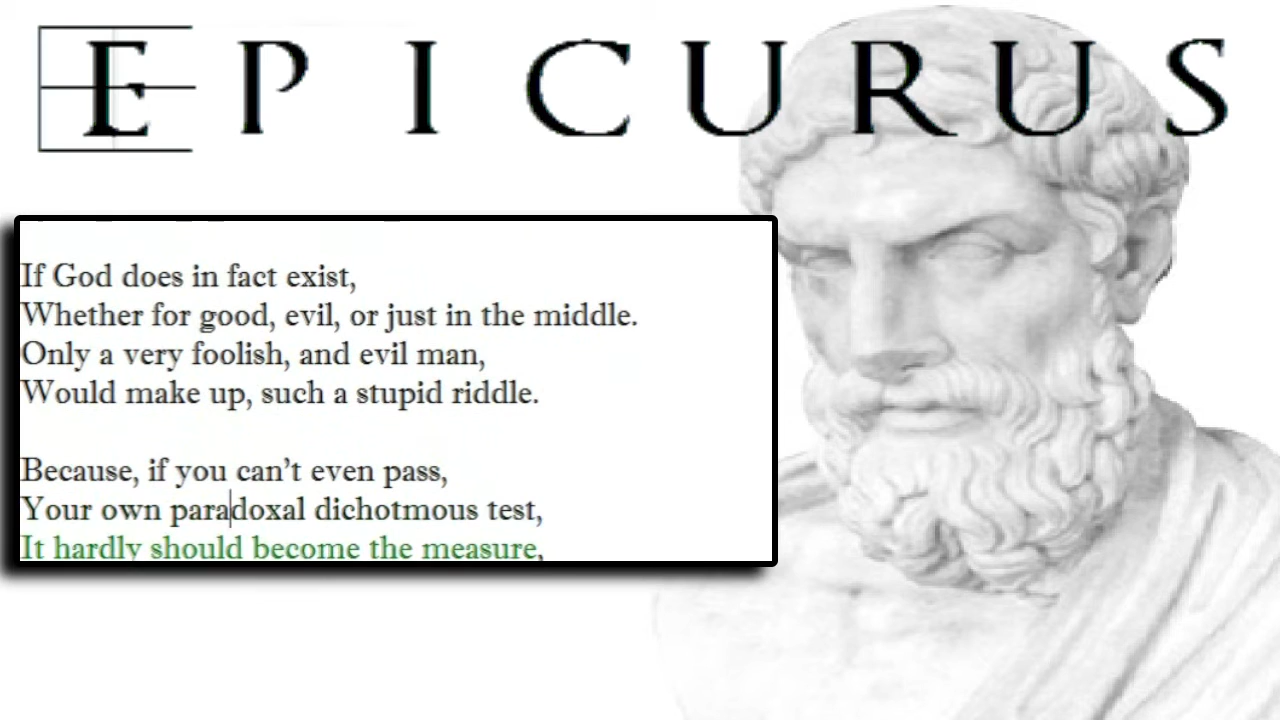 EPICURUS
If God does in fact exist,
Whether for good, evil, or just in the middle.
Only a very foolish, and evil man,
Would make up, such a stupid riddle.
Because, if you can’t even pass,
Your own paradoxal dichotmous test,
It hardly should become the measure,